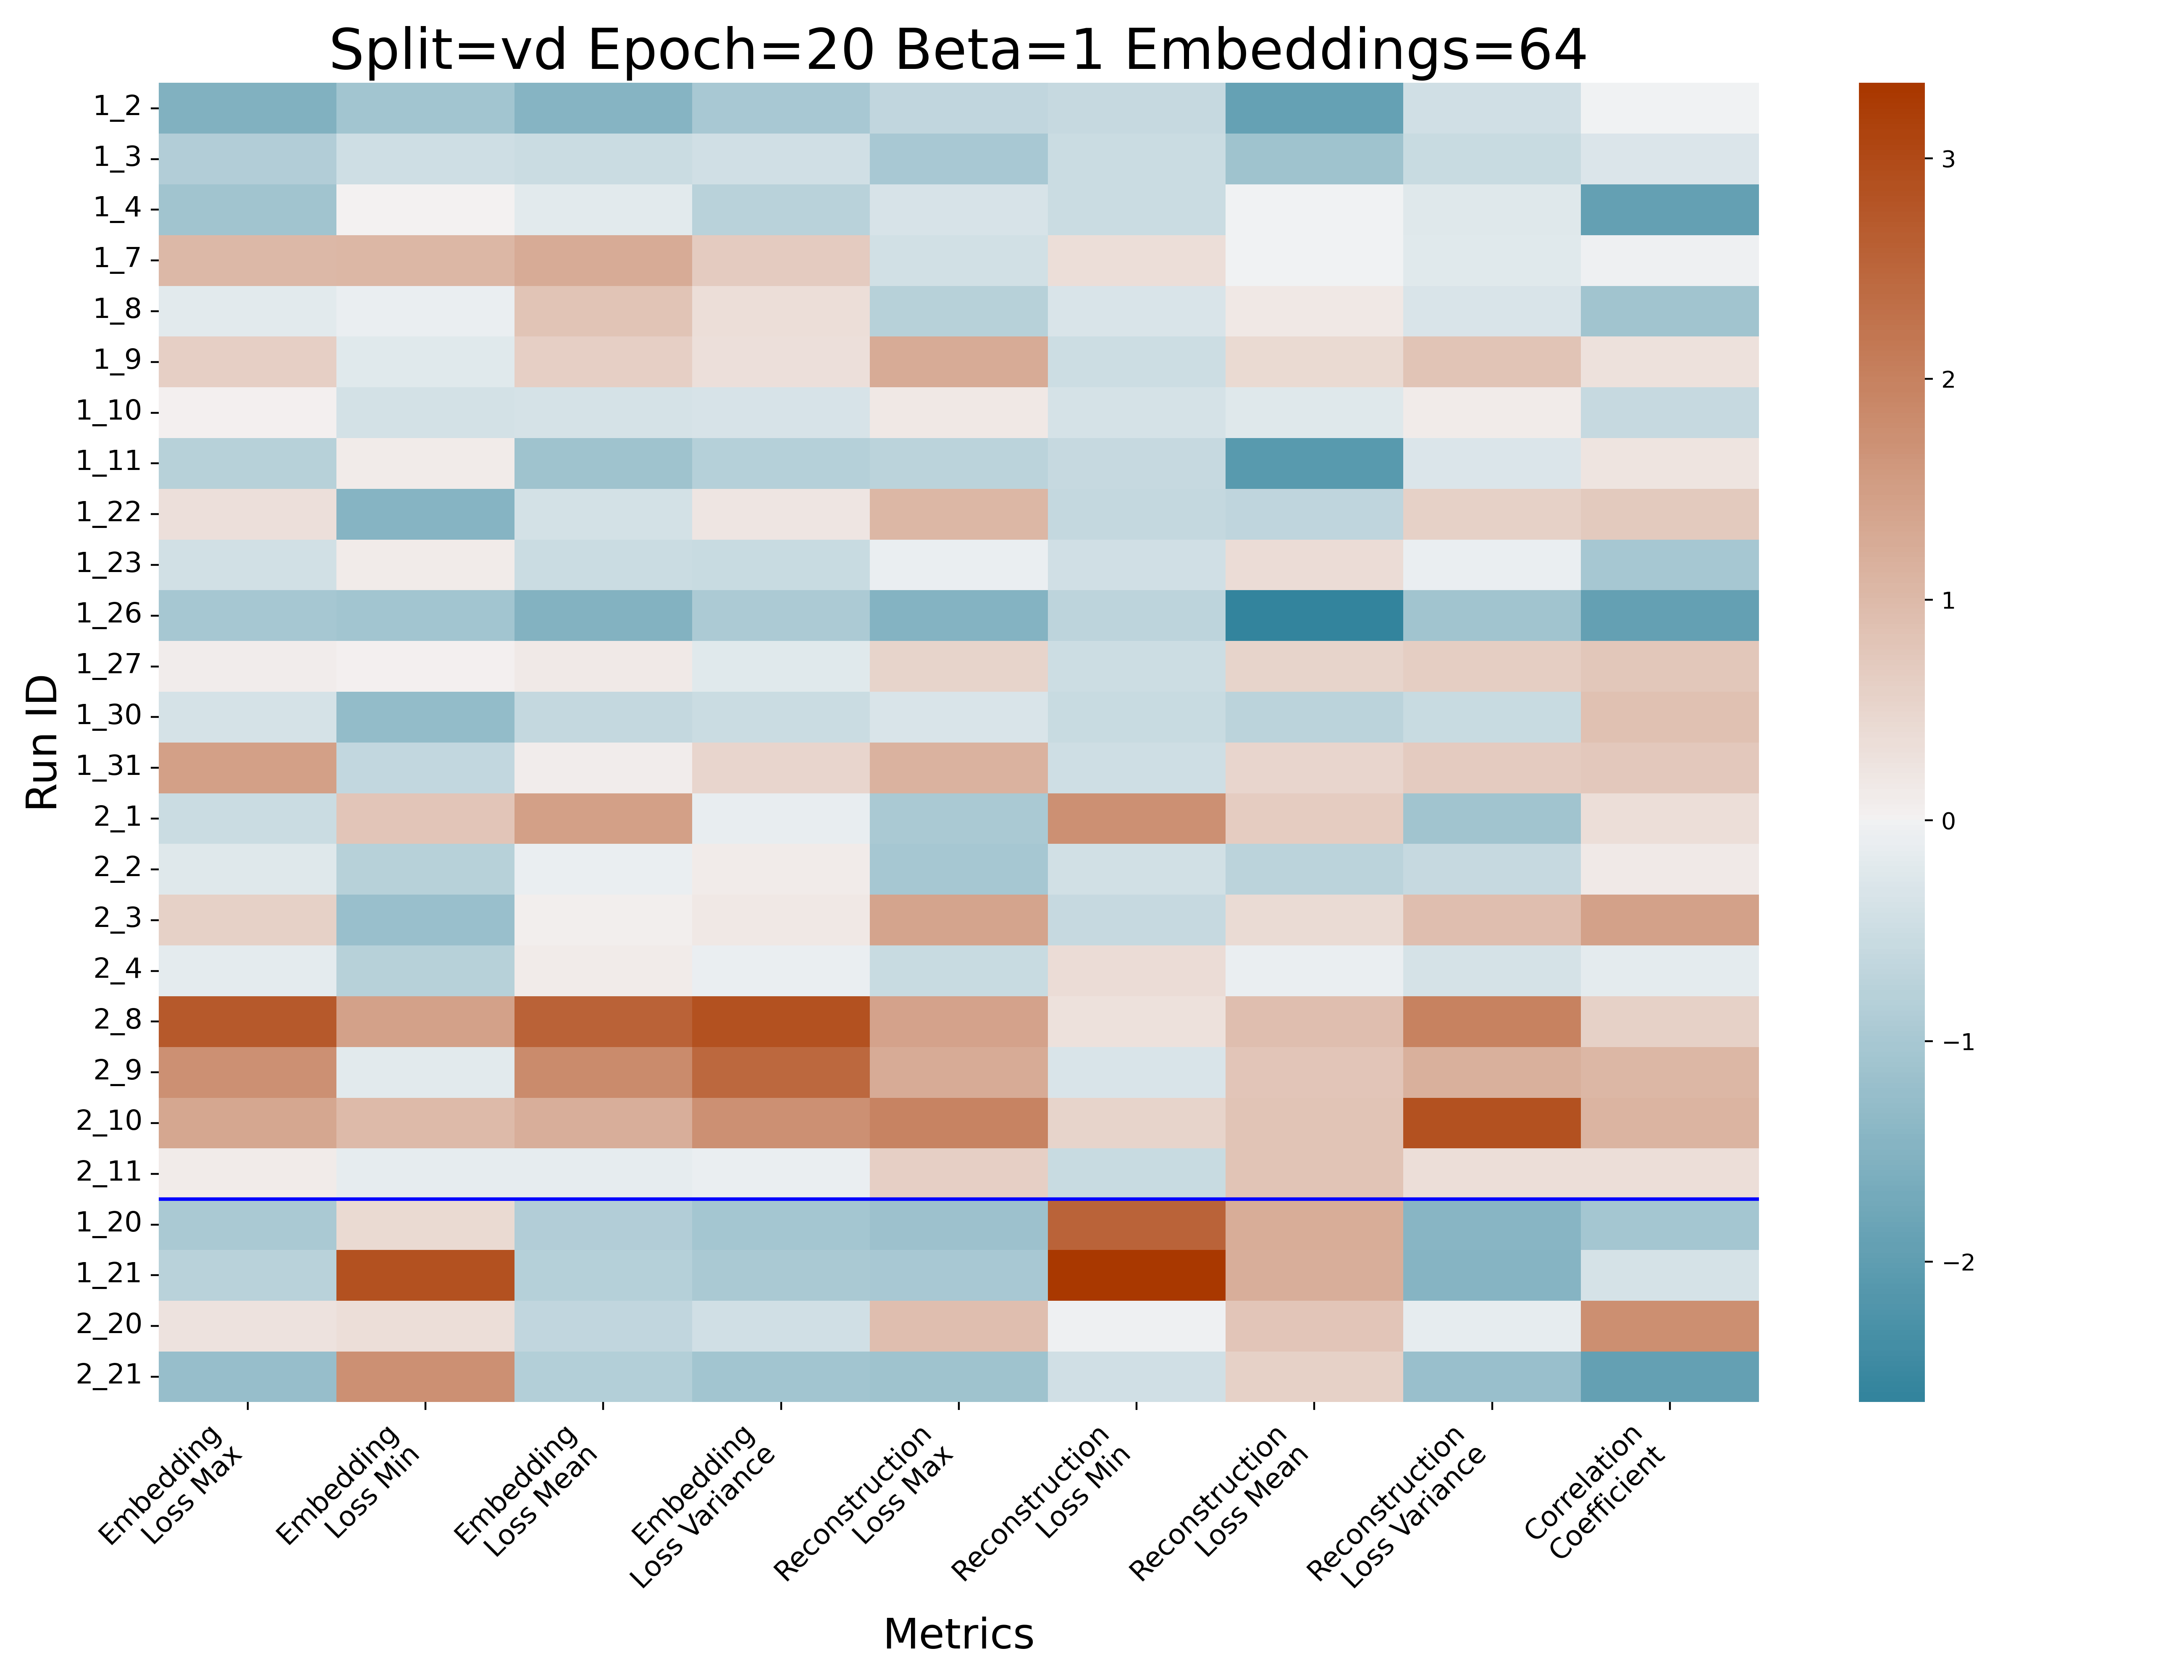 Split=vd Epoch=20 Beta=1 Embeddings=64
Run ID
1_2
1_3
1_4
1_7
1_8
1_9
1_10
1_11
1_22
1_23
1_26
1_27
1_30
1_31
2_1
2_2
2_3
2_4
2_8
2_9
2_10
2_11
1_20
1_21
2_20
2_21
Embedding
Loss Max
Embedding
Loss Min
Embedding
Loss Mean
Embedding
Loss Variance
Reconstruction
Loss Max
Reconstruction
Loss Min
Reconstruction
Loss Mean
Reconstruction
Loss Variance
Correlation
Coefficient
Metrics
3
2
1
0
−1
−2